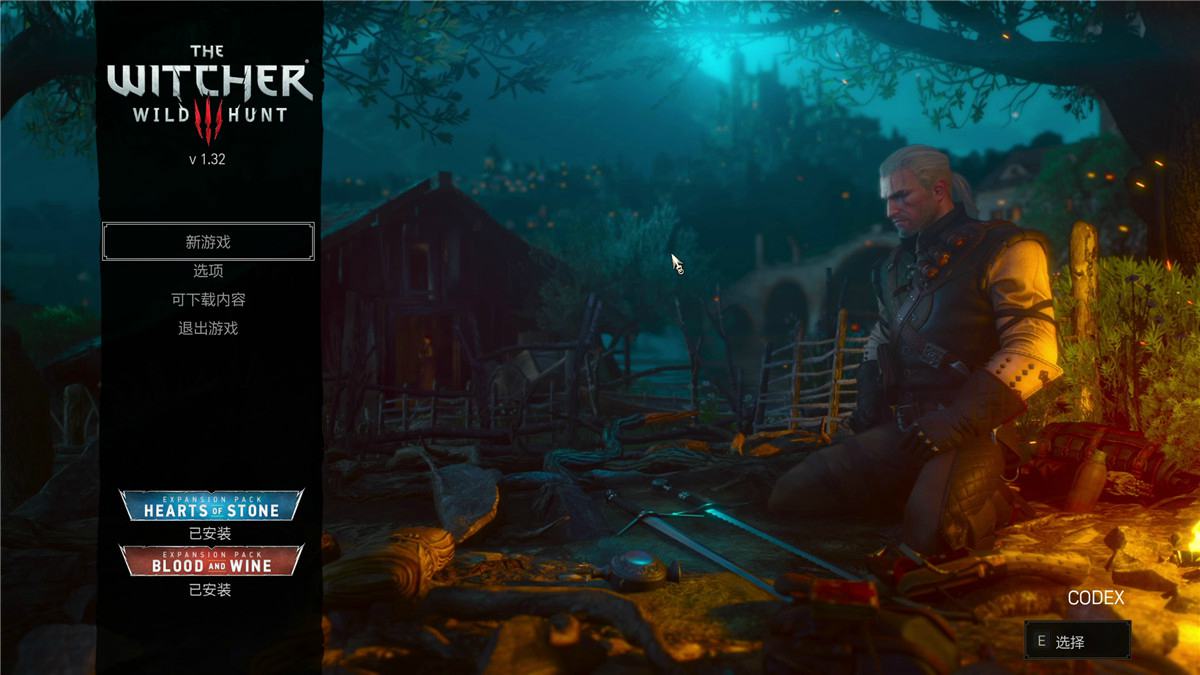 THE
WITCHER
WILD HUNT
v 1.32
新游戏
选项
可下载内容
退出游戏
EXPANSION PACK
HEARTS OF STONE
已安装
EXPANSION PACK
BLOOD AND WINE
已安装
CODEX
E 选择